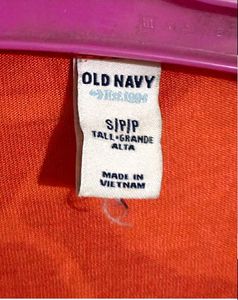 OLD NAVY
S/P/P
TALL•GRANDE
ALTA
MADE IN
VIETNAM